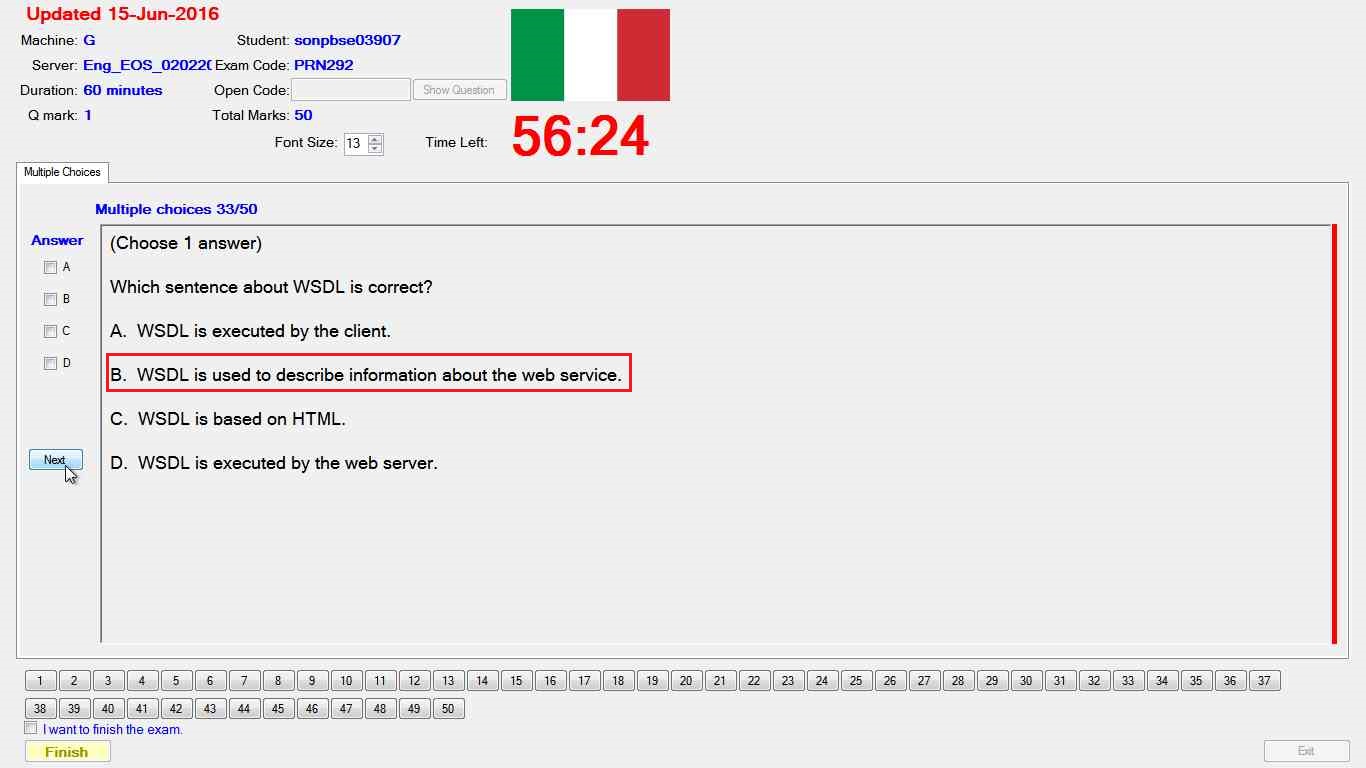 Updated 15-Jun-2016
Machine: G Student: sonpbse03907
Server: Eng_EOS_02022 Exam Code: PRN292
Duration: 60 minutes Open Code: Show Question
Q mark: 1 Total Marks: 50
Font Size: 13 Time Left: 56:24
Multiple Choices
Multiple choices 33/50
Answer
(Choose 1 answer)
A
Which sentence about WSDL is correct?
B
A. WSDL is executed by the client.
C
D
B. WSDL is used to describe information about the web service.
C. WSDL is based on HTML.
Next
D. WSDL is executed by the web server.
1 2 3 4 5 6 7 8 9 10 11 12 13 14 15 16 17 18 19 20 21 22 23 24 25 26 27 28 29 30 31 32 33 34 35 36 37
38 39 40 41 42 43 44 45 46 47 48 49 50
I want to finish the exam.
Finish Exit